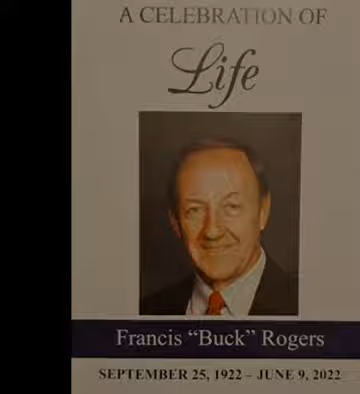 A CELEBRATION OF
Life
Francis “Buck” Rogers
SEPTEMBER 25, 1922 – JUNE 9, 2022